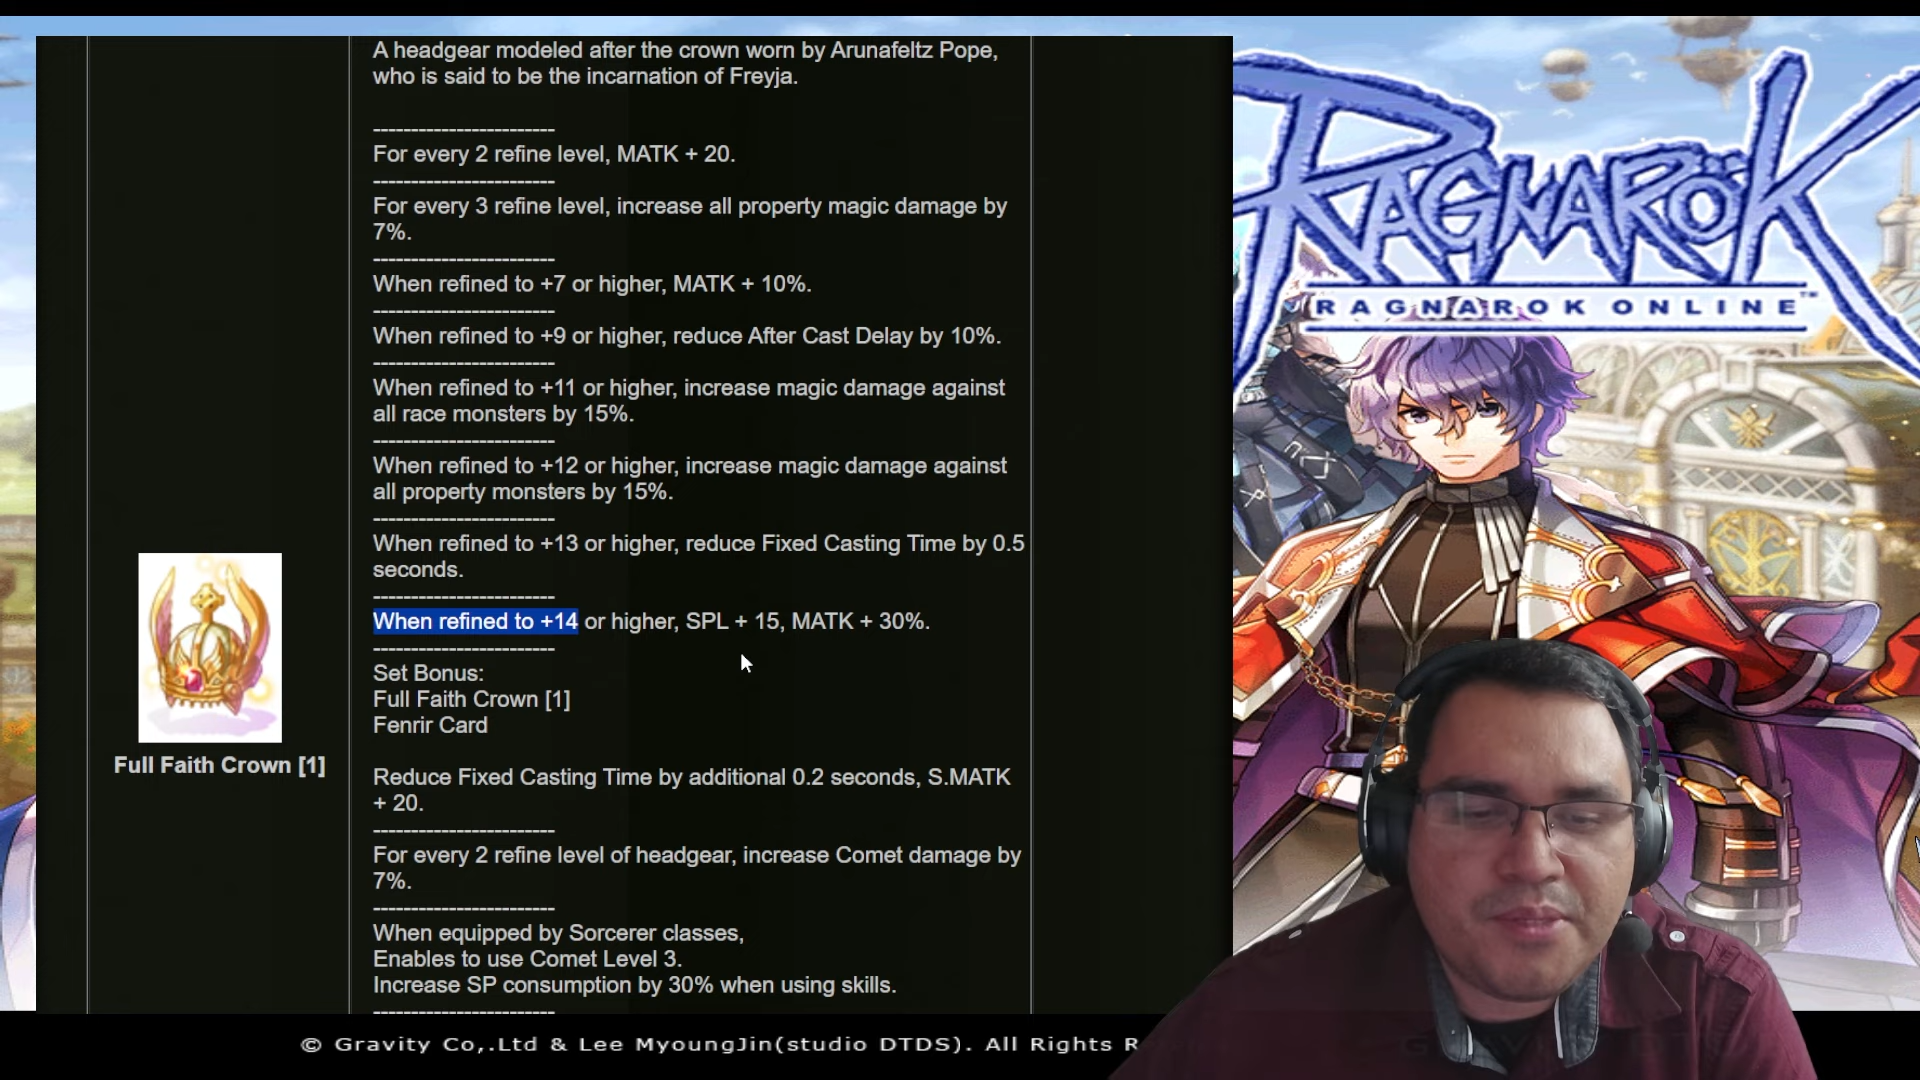 A headgear modeled after the crown worn by Arunafeltz Pope,
who is said to be the incarnation of Freyja.
------------------------
For every 2 refine level, MATK + 20.
------------------------
For every 3 refine level, increase all property magic damage by
7%.
------------------------
When refined to +7 or higher, MATK + 10%.
------------------------
When refined to +9 or higher, reduce After Cast Delay by 10%.
------------------------
When refined to +11 or higher, increase magic damage against
all race monsters by 15%.
------------------------
When refined to +12 or higher, increase magic damage against
all property monsters by 15%.
------------------------
When refined to +13 or higher, reduce Fixed Casting Time by 0.5
seconds.
------------------------
When refined to +14 or higher, SPL + 15, MATK + 30%.
------------------------
Set Bonus:
Full Faith Crown [1]
Fenrir Card
Reduce Fixed Casting Time by additional 0.2 seconds, S.MATK
+ 20.
------------------------
For every 2 refine level of headgear, increase Comet damage by
7%.
------------------------
When equipped by Sorcerer classes,
Enables to use Comet Level 3.
Increase SP consumption by 30% when using skills.
------------------------
Full Faith Crown [1]
RAGNARÖK
RAGNARÖK ONLINE™
© Gravity Co,.Ltd & Lee MyoungJin(studio DTDS). All Rights